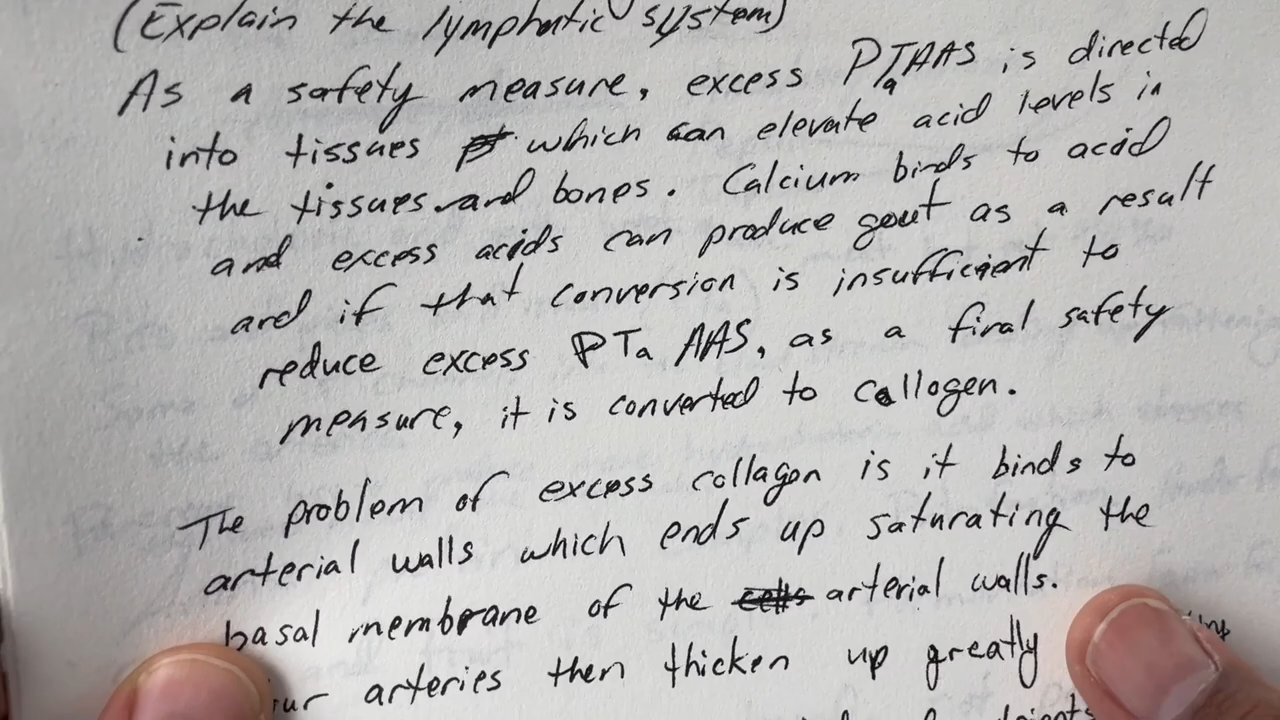 (Explain the lymphatic system)
As a safety measure, excess PTaAAS is directed
into tissues which can elevate acid levels in
the tissues and bones. Calcium binds to acid
and excess acids can produce gout as a result
and if that conversion is insufficient to
reduce excess PTa AAS, as a final safety
measure, it is converted to collogen.
The problem of excess collagen is it binds to
arterial walls which ends up saturating the
basal membrane of the cells arterial walls.
arteries then thicken up greatly